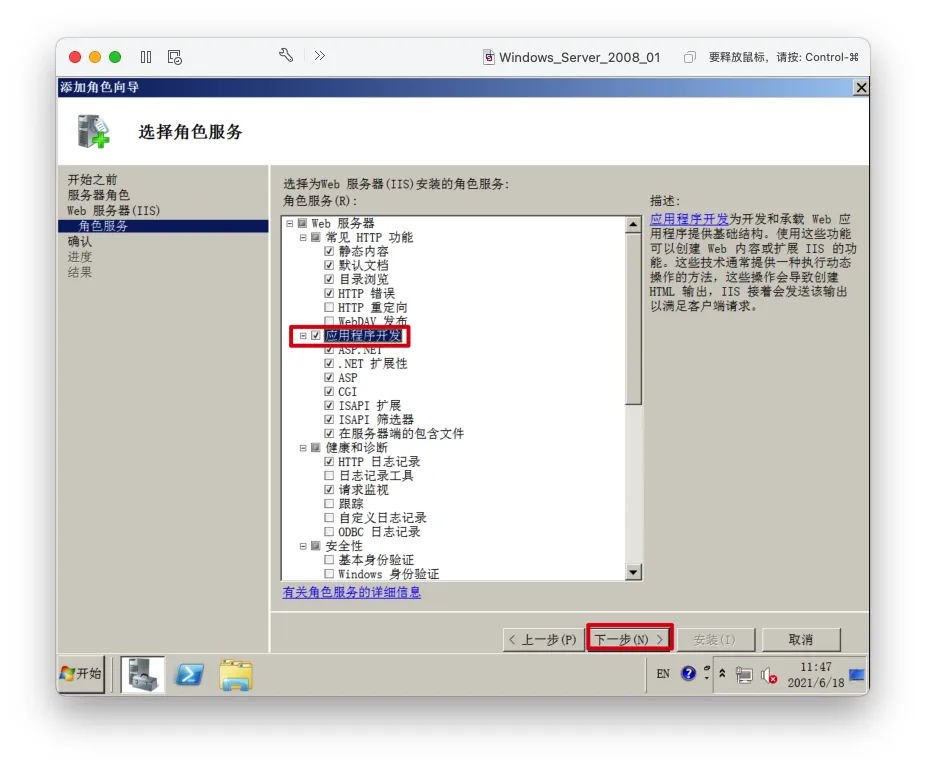 Windows_Server_2008_01
要释放鼠标，请按: Control-⌘
添加角色向导
选择角色服务
开始之前
服务器角色
Web 服务器(IIS)
角色服务
确认
进度
结果
选择为Web 服务器(IIS)安装的角色服务:
角色服务(R):
Web 服务器
常见 HTTP 功能
静态内容
默认文档
目录浏览
HTTP 错误
HTTP 重定向
WebDAV 发布
应用程序开发
ASP.NET
.NET 扩展性
ASP
CGI
ISAPI 扩展
ISAPI 筛选器
在服务器端的包含文件
健康和诊断
HTTP 日志记录
日志记录工具
请求监视
跟踪
自定义日志记录
ODBC 日志记录
安全性
基本身份验证
Windows 身份验证
有关角色服务的详细信息
描述:
应用程序开发为开发和承载 Web 应
用程序提供基础结构。使用这些功能
可以创建 Web 内容或扩展 IIS 的功
能。这些技术通常提供一种执行动态
操作的方法，这些操作会导致创建
HTML 输出，IIS 接着会发送该输出
以满足客户端请求。
< 上一步(P)
下一步(N) >
安装(I)
取消
开始
EN
11:47
2021/6/18